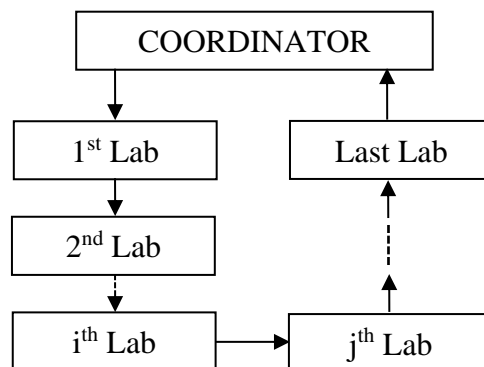 COORDINATOR
1st Lab
Last Lab
2nd Lab
ith Lab
jth Lab